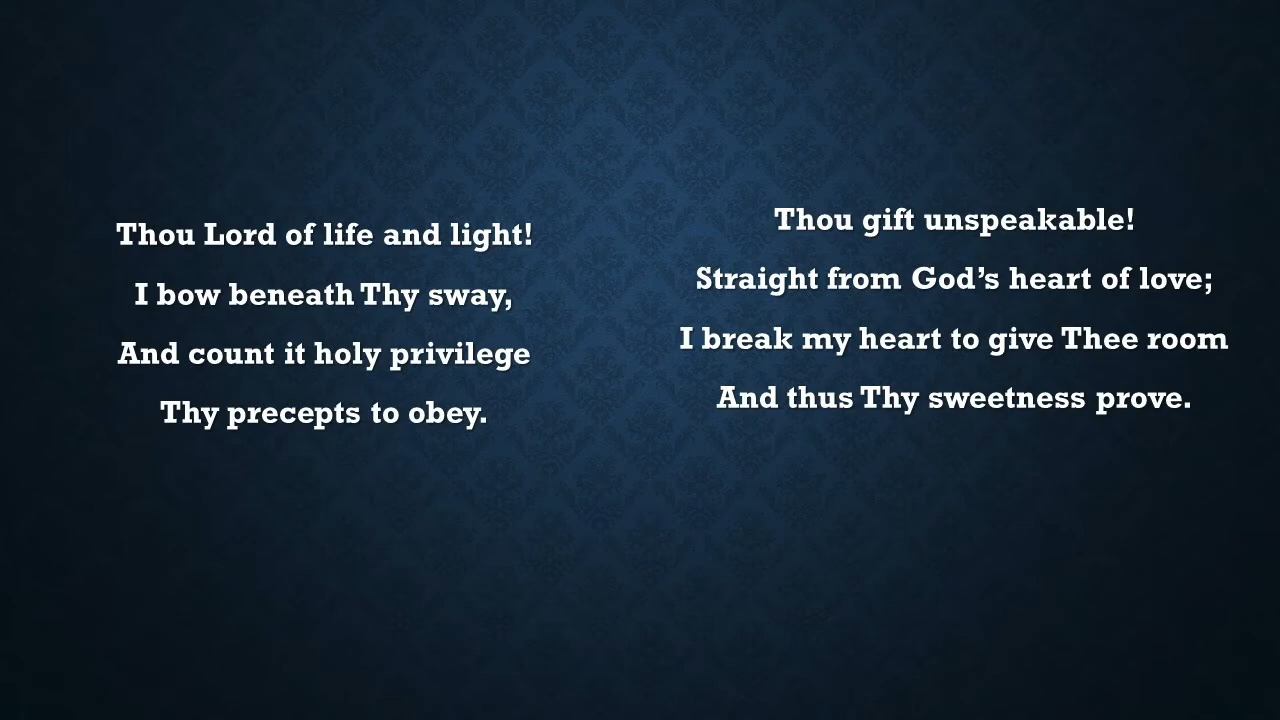 Thou Lord of life and light!
I bow beneath Thy sway,
And count it holy privilege
Thy precepts to obey.
Thou gift unspeakable!
Straight from God’s heart of love;
I break my heart to give Thee room
And thus Thy sweetness prove.